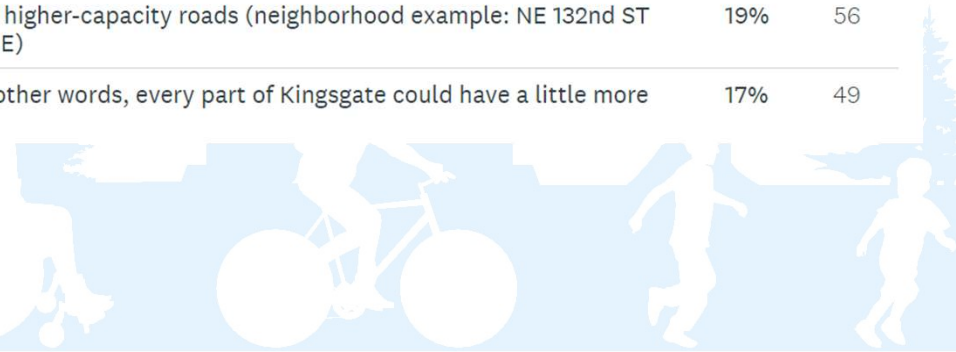 higher-capacity roads (neighborhood example: NE 132nd ST 19% 56
E)
other words, every part of Kingsgate could have a little more 17% 49